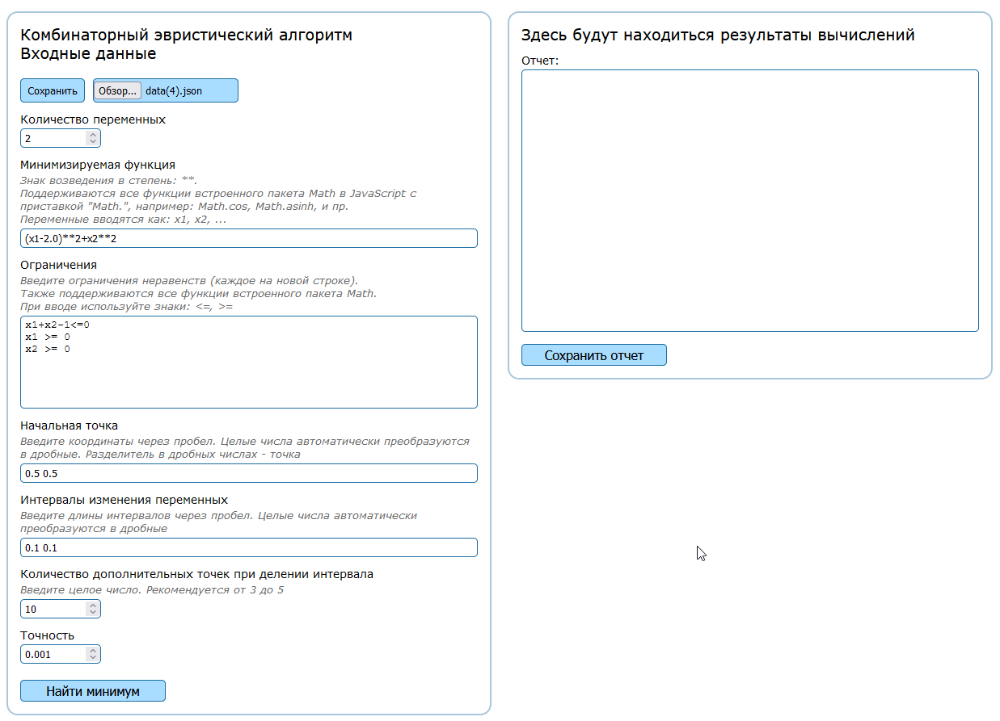 Комбинаторный эвристический алгоритм
Входные данные
Сохранить
Обзор... data(4).json
Количество переменных
2
Минимизируемая функция
Знак возведения в степень: **.
Поддерживаются все функции встроенного пакета Math в JavaScript с
приставкой "Math.", например: Math.cos, Math.asinh, и пр.
Переменные вводятся как: x1, x2, ...
(x1-2.0)**2+x2**2
Ограничения
Введите ограничения неравенств (каждое на новой строке).
Также поддерживаются все функции встроенного пакета Math.
При вводе используйте знаки: <=, >=
x1+x2-1<=0
x1 >= 0
x2 >= 0
Начальная точка
Введите координаты через пробел. Целые числа автоматически преобразуются
в дробные. Разделитель в дробных числах - точка
0.5 0.5
Интервалы изменения переменных
Введите длины интервалов через пробел. Целые числа автоматически
преобразуются в дробные
0.1 0.1
Количество дополнительных точек при делении интервала
Введите целое число. Рекомендуется от 3 до 5
10
Точность
0.001
Найти минимум
Здесь будут находиться результаты вычислений
Отчет:
Сохранить отчет